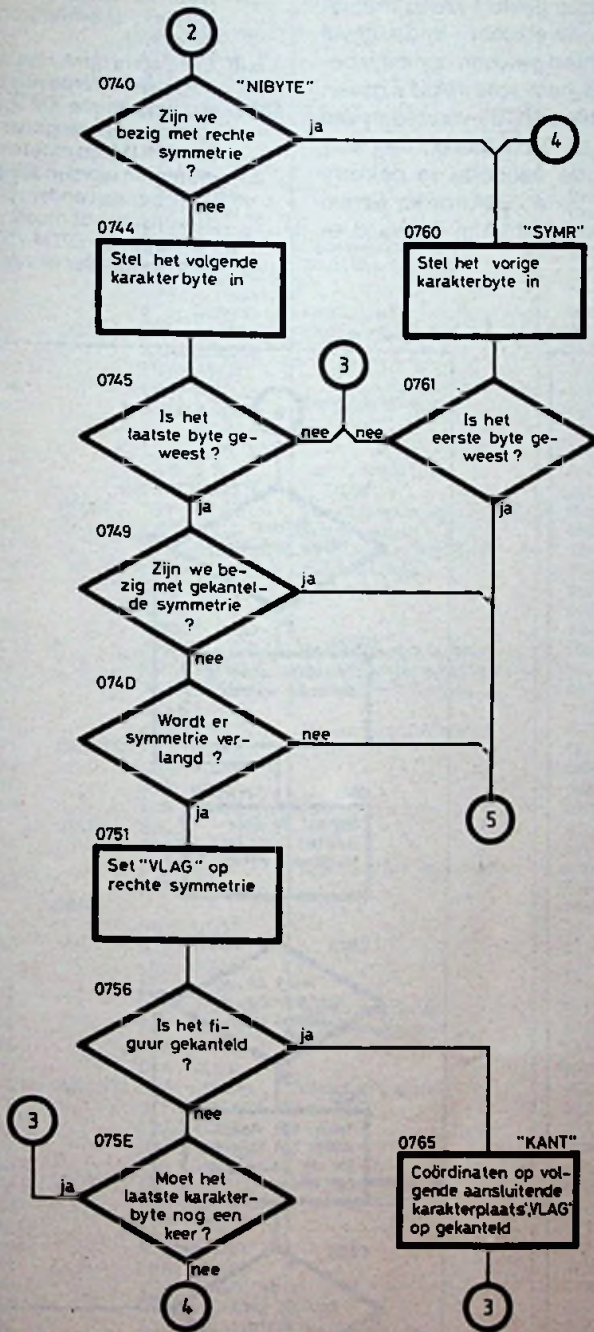 2
0740
"NIBYTE"
Zijn we
bezig met rechte
symmetrie
?
ja
4
nee
0744
Stel het volgende
karakterbyte in
0760
"SYMR"
Stel het vorige
karakterbyte in
3
0745
Is het
laatste byte ge-
weest ?
nee
nee
0761
Is het
eerste byte ge-
weest ?
ja
ja
0749
Zijn we be-
zig met gekantel-
de symmetrie
?
ja
nee
074D
Wordt er
symmetrie ver-
langd ?
nee
ja
5
0751
Set "VLAG" op
rechte symmetrie
0756
Is het fi-
guur gekanteld
?
ja
nee
3
075E
Moet het
laatste karakter-
byte nog een
keer ?
ja
nee
4
0765
"KANT"
Coördinaten op vol-
gende aansluitende
karakterplaats",VLAG"
op gekanteld
3